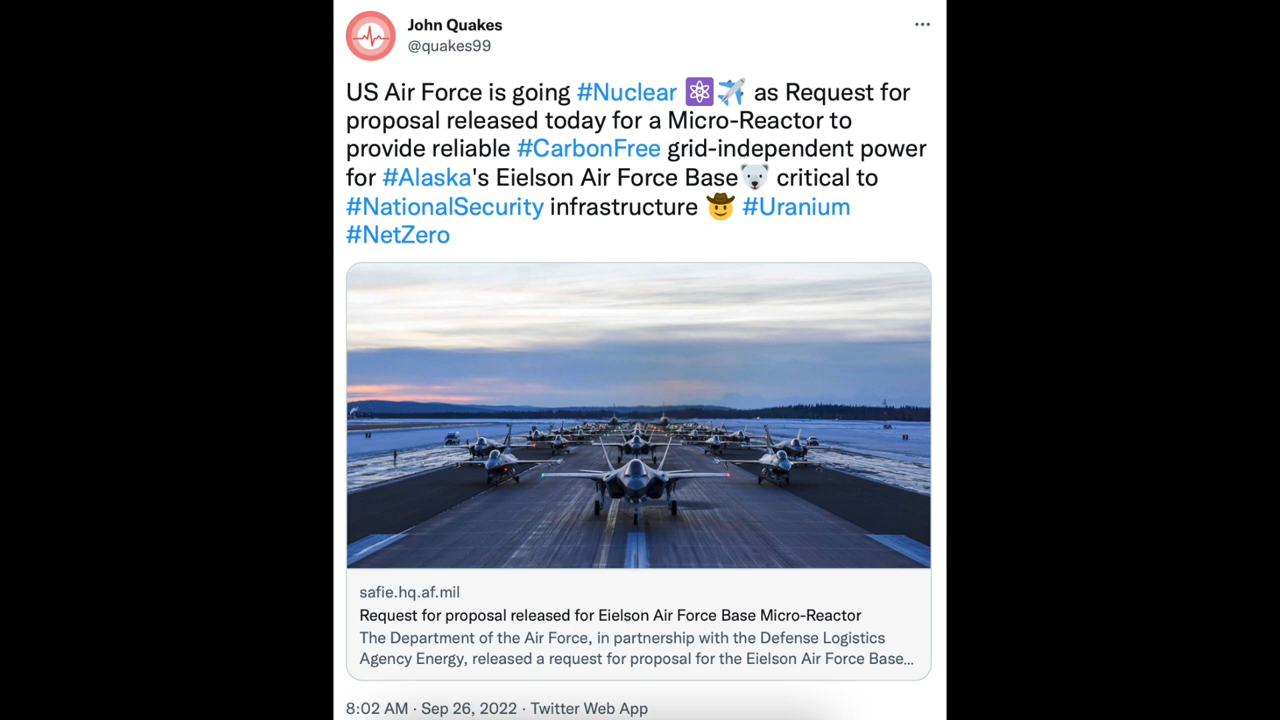 John Quakes
@quakes99
US Air Force is going #Nuclear ⚛️✈️ as Request for
proposal released today for a Micro-Reactor to
provide reliable #CarbonFree grid-independent power
for #Alaska's Eielson Air Force Base🐻‍❄️ critical to
#NationalSecurity infrastructure 🤠 #Uranium
#NetZero
safie.hq.af.mil
Request for proposal released for Eielson Air Force Base Micro-Reactor
The Department of the Air Force, in partnership with the Defense Logistics
Agency Energy, released a request for proposal for the Eielson Air Force Base...
8:02 AM · Sep 26, 2022 · Twitter Web App